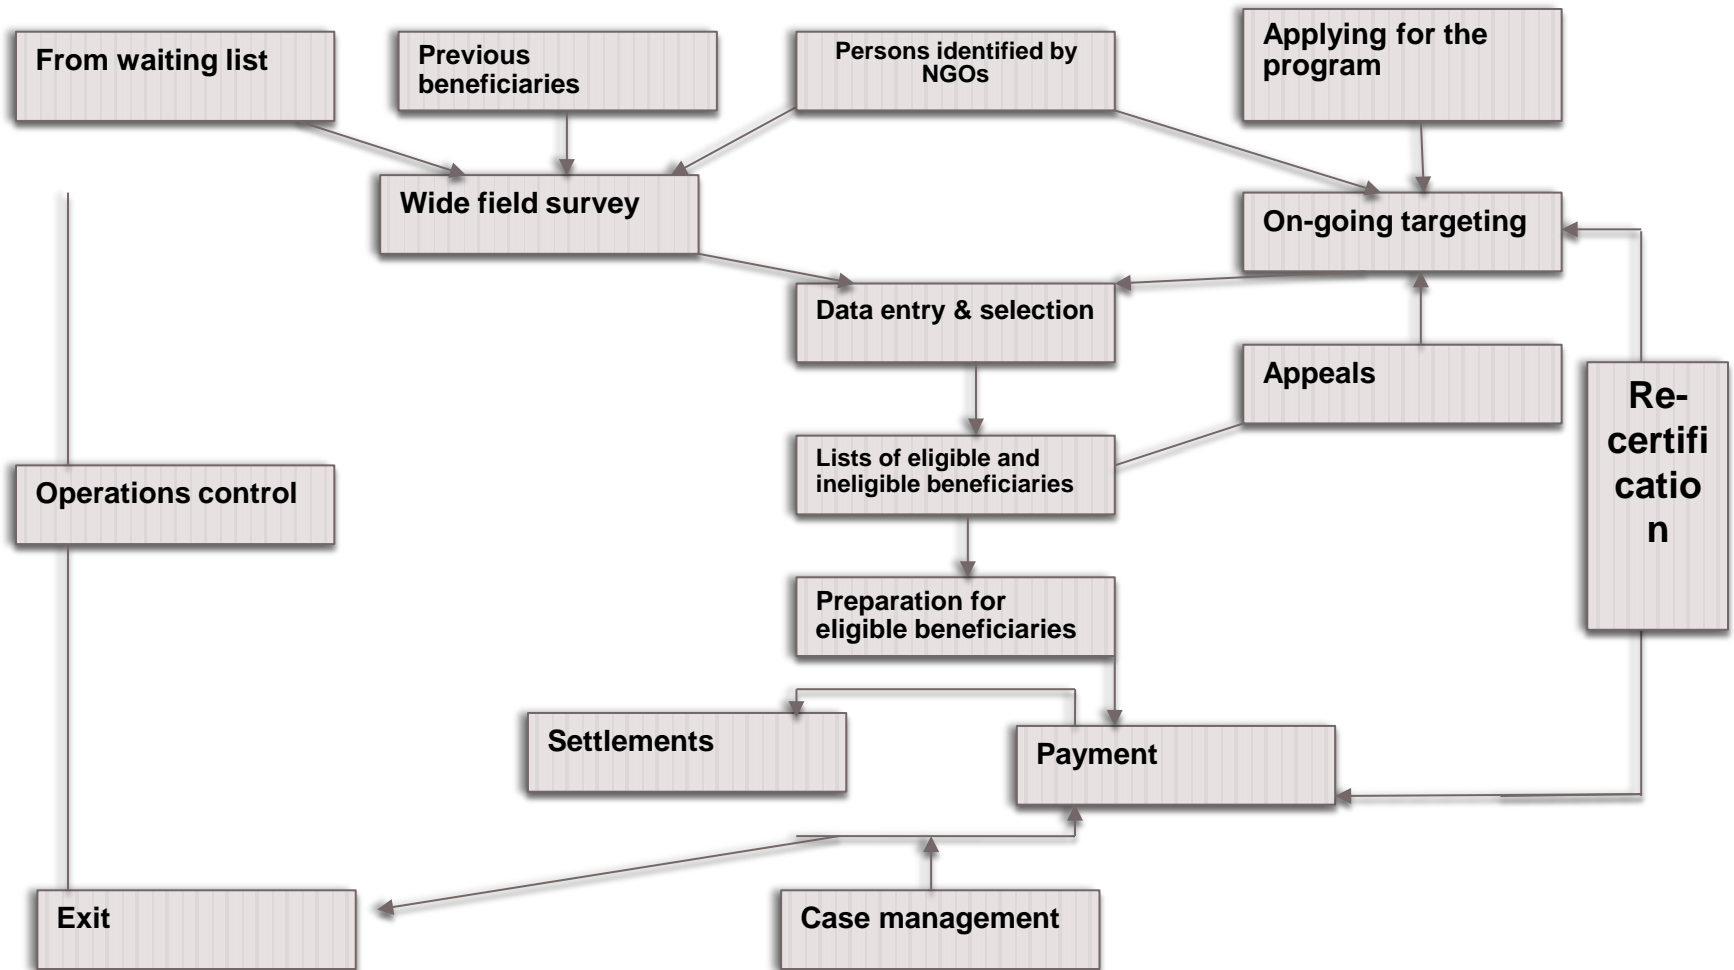 From waiting list
Previous
beneficiaries
Persons identified by
NGOs
Applying for the
program
Wide field survey
On-going targeting
Data entry & selection
Appeals
Re-
certifi
catio
n
Lists of eligible and
ineligible beneficiaries
Operations control
Preparation for
eligible beneficiaries
Settlements
Payment
Exit
Case management